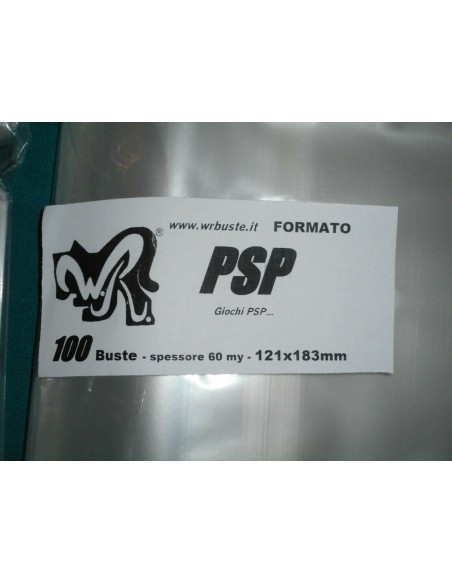 www.wrbuste.it FORMATO
W.R.®
PSP
Giochi PSP...
100 Buste - spessore 60 my - 121x183mm